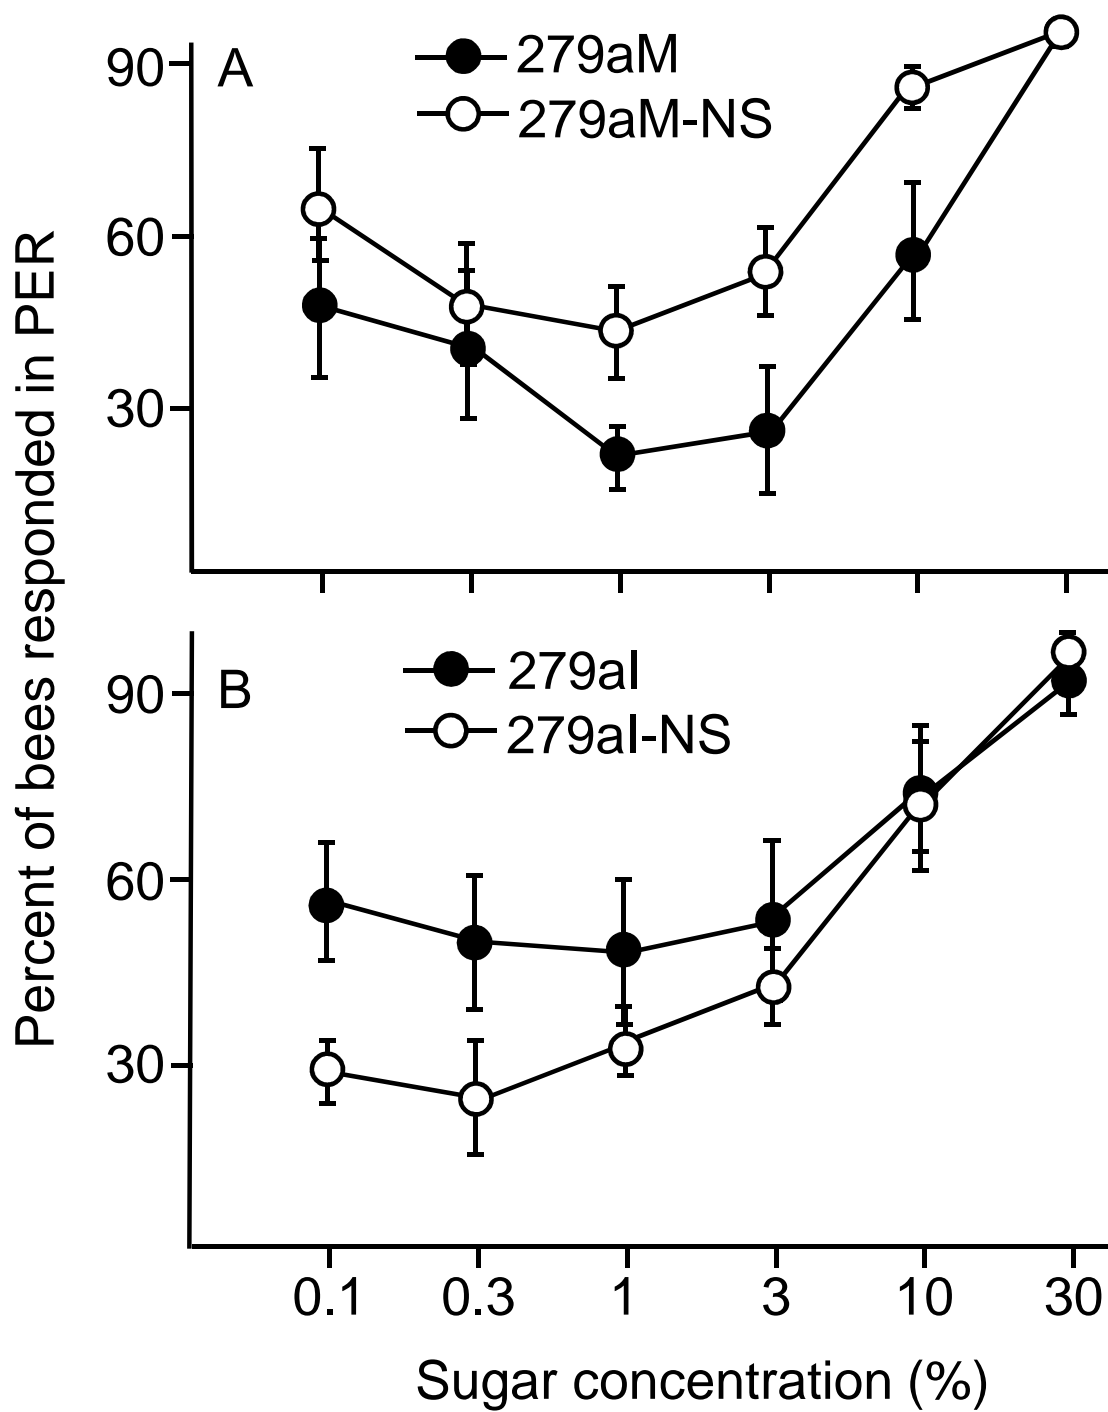 Percent of bees responded in PER
A
279aM
279aM-NS
90
60
30
B
279aI
279aI-NS
90
60
30
0.1 0.3 1 3 10 30
Sugar concentration (%)